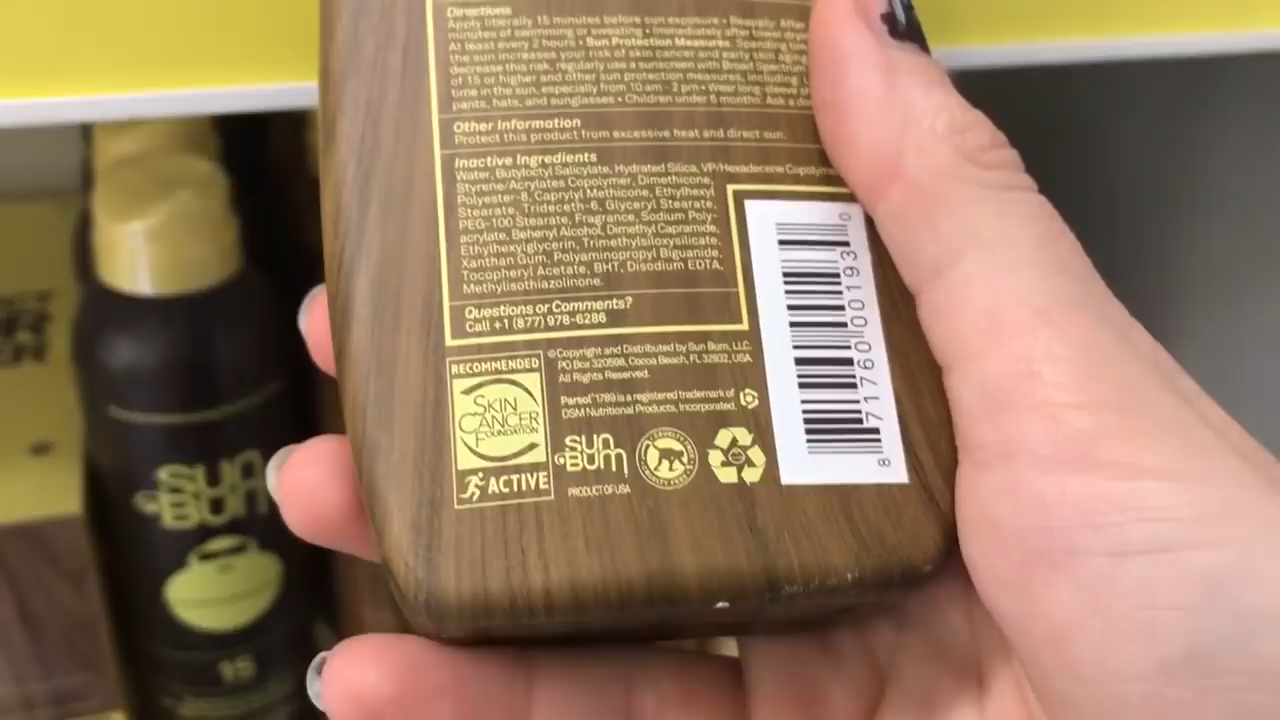 Directions
Apply liberally 15 minutes before sun exposure • Reapply: After
minutes of swimming or sweating • Immediately after towel
At least every 2 hours • Sun Protection Measures. Spending
the sun increases your risk of skin cancer and early skin aging
decrease this risk, regularly use a sunscreen with Broad Spectrum
of 15 or higher and other sun protection measures, including:
time in the sun, especially from 10 am - 2 pm • Wear long-sleeve
pants, hats, and sunglasses • Children under 6 months: Ask a
Other Information
Protect this product from excessive heat and direct sun.
Inactive Ingredients
Water, Butyloctyl Salicylate, Hydrated Silica, VP/Hexadecene
Styrene/Acrylates Copolymer, Dimethicone,
Polyester-8, Caprylyl Methicone, Ethylhexyl
Stearate, Trideceth-6, Glyceryl Stearate,
PEG-100 Stearate, Fragrance, Sodium Poly-
acrylate, Behenyl Alcohol, Dimethyl Capramide,
Ethylhexylglycerin, Trimethylsiloxysilicate,
Xanthan Gum, Polyaminopropyl Biguanide,
Tocopheryl Acetate, BHT, Disodium EDTA,
Methylisothiazolinone.
Questions or Comments?
Call +1 (877) 978-6286
©Copyright and Distributed by Sun Bum, LLC.
PO Box 320598, Cocoa Beach, FL 32932, USA.
All Rights Reserved.
Parsol® 1789 is a registered trademark of
DSM Nutritional Products, Incorporated.
RECOMMENDED
SKIN
CANCER
FOUNDATION
ACTIVE
SUN
BUM
PRODUCT OF USA
CRUELTY FREE
CRUELTY FREE
8 71760 00193 0
SUN
BUM
15